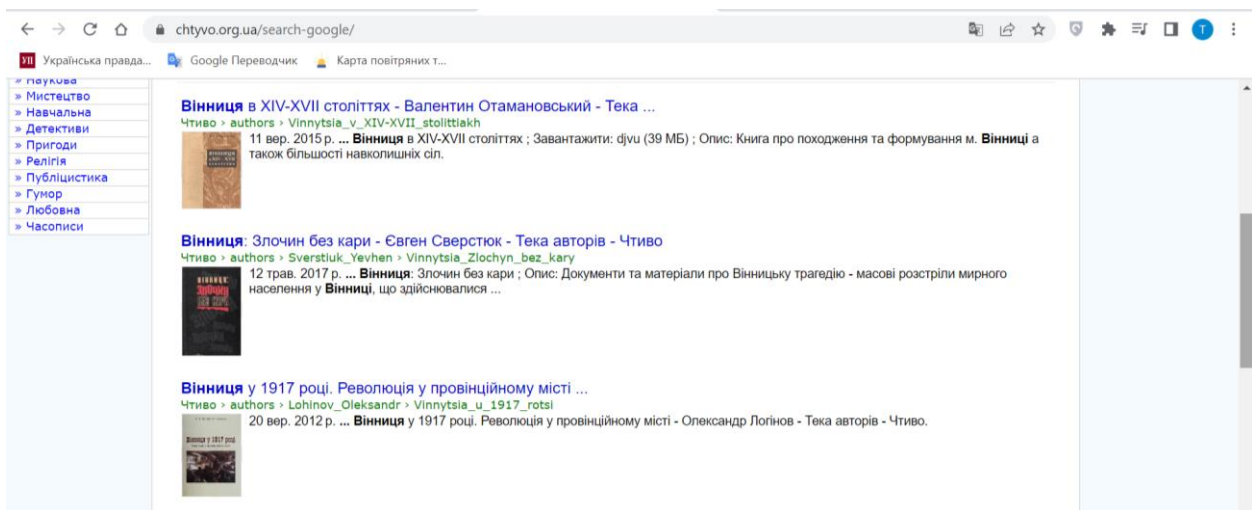 chtyvo.org.ua/search-google/
T
УП Українська правда... Google Переводчик Карта повітряних т...
» Наукова
» Мистецтво
» Навчальна
» Детективи
» Пригоди
» Релігія
» Публіцистика
» Гумор
» Любовна
» Часописи
Вінниця в XIV-XVII століттях - Валентин Отамановський - Тека ...
Чтиво › authors › Vinnytsia_v_XIV-XVII_stolittiakh
11 вер. 2015 р. ... Вінниця в XIV-XVII століттях ; Завантажити: djvu (39 МБ) ; Опис: Книга про походження та формування м. Вінниці а
також більшості навколишніх сіл.
Вінниця: Злочин без кари - Євген Сверстюк - Тека авторів - Чтиво
Чтиво › authors › Sverstiuk_Yevhen › Vinnytsia_Zlochyn_bez_kary
12 трав. 2017 р. ... Вінниця: Злочин без кари ; Опис: Документи та матеріали про Вінницьку трагедію - масові розстріли мирного
населення у Вінниці, що здійснювалися ...
Вінниця у 1917 році. Революція у провінційному місті ...
Чтиво › authors › Lohinov_Oleksandr › Vinnytsia_u_1917_rotsi
20 вер. 2012 р. ... Вінниця у 1917 році. Революція у провінційному місті - Олександр Логінов - Тека авторів - Чтиво.
Вінниця у 1917 році